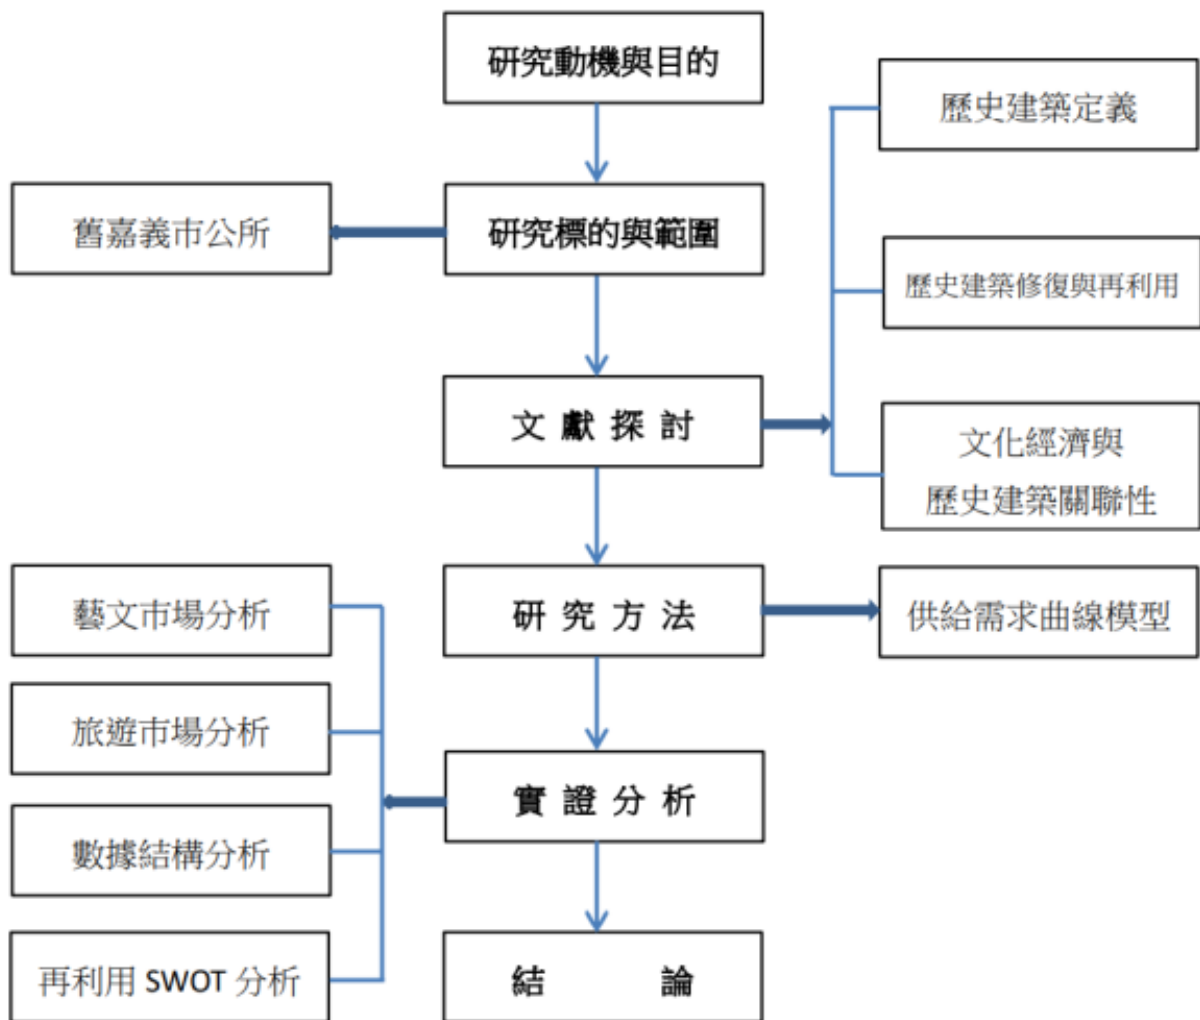 研究動機與目的
歷史建築定義
舊嘉義市公所
研究標的與範圍
歷史建築修復與再利用
文獻探討
文化經濟與
歷史建築關聯性
藝文市場分析
研究方法
供給需求曲線模型
旅遊市場分析
實證分析
數據結構分析
再利用 SWOT 分析
結論